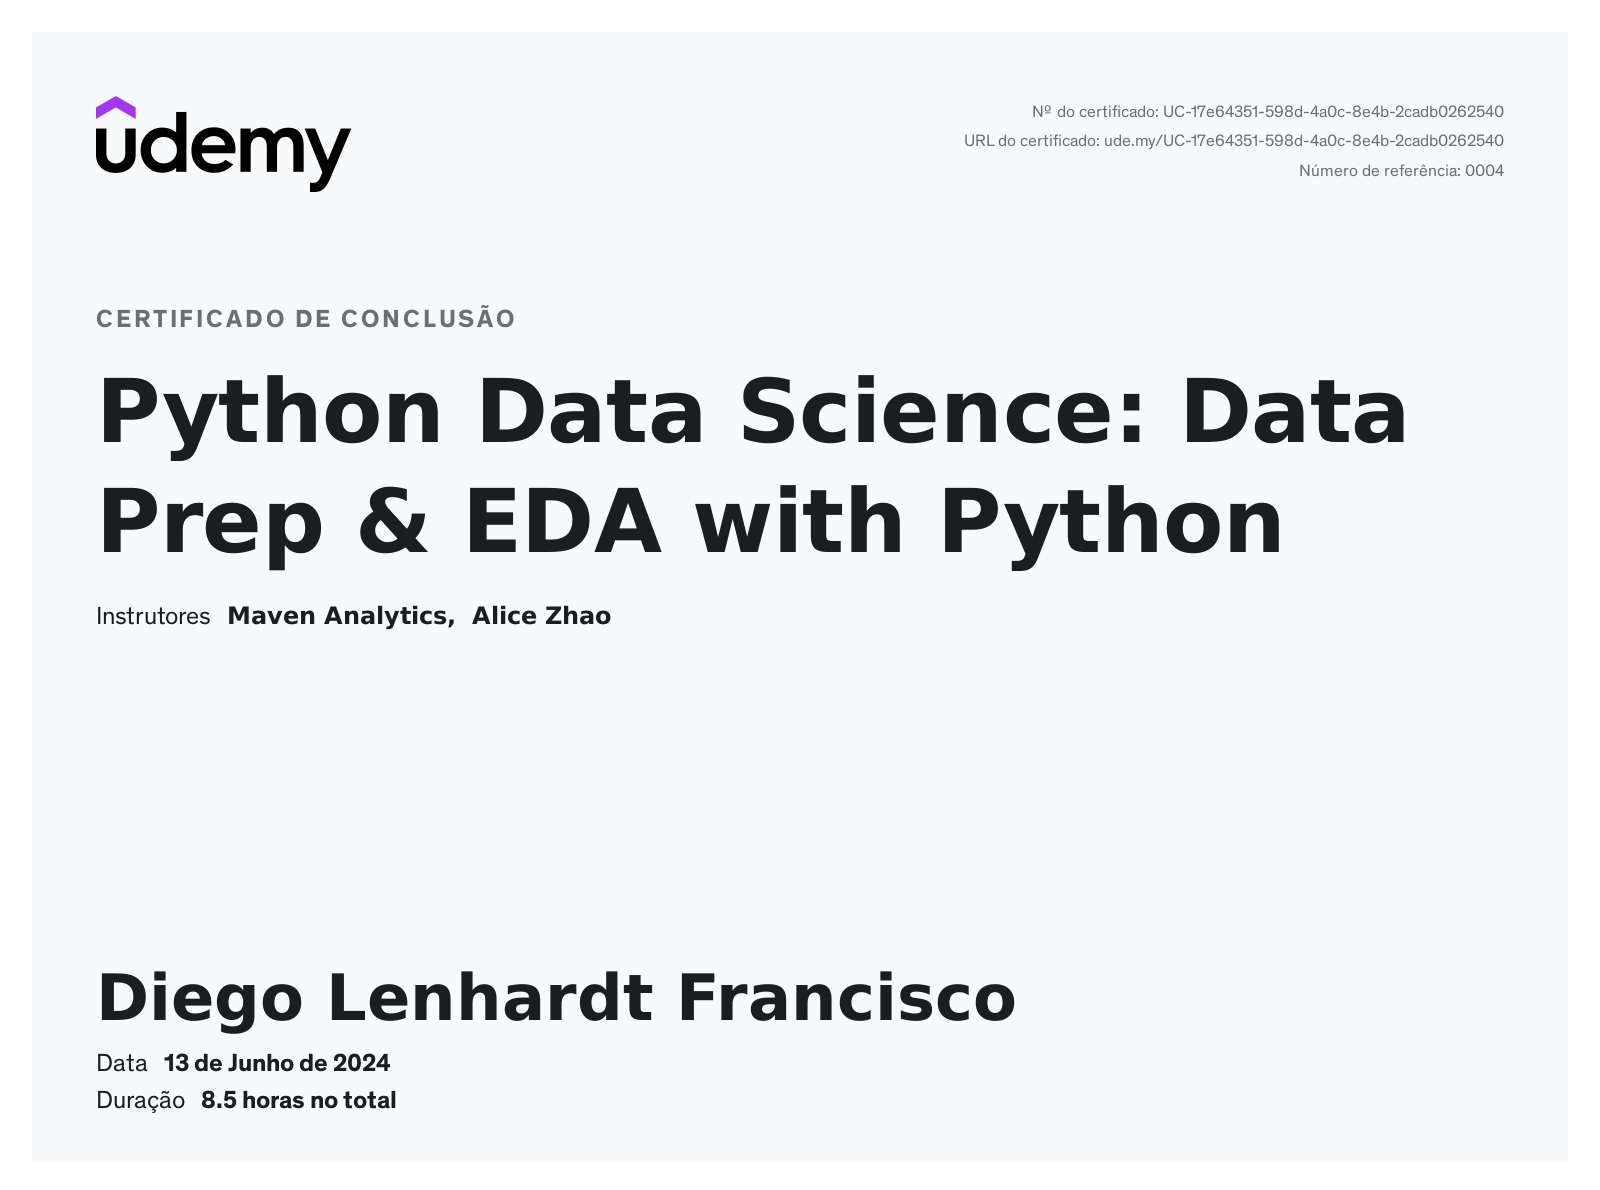 udemy
Nº do certificado: UC-17e64351-598d-4a0c-8e4b-2cadb0262540
URL do certificado: ude.my/UC-17e64351-598d-4a0c-8e4b-2cadb0262540
Número de referência: 0004
CERTIFICADO DE CONCLUSÃO
Python Data Science: Data
Prep & EDA with Python
Instrutores Maven Analytics, Alice Zhao
Diego Lenhardt Francisco
Data 13 de Junho de 2024
Duração 8.5 horas no total